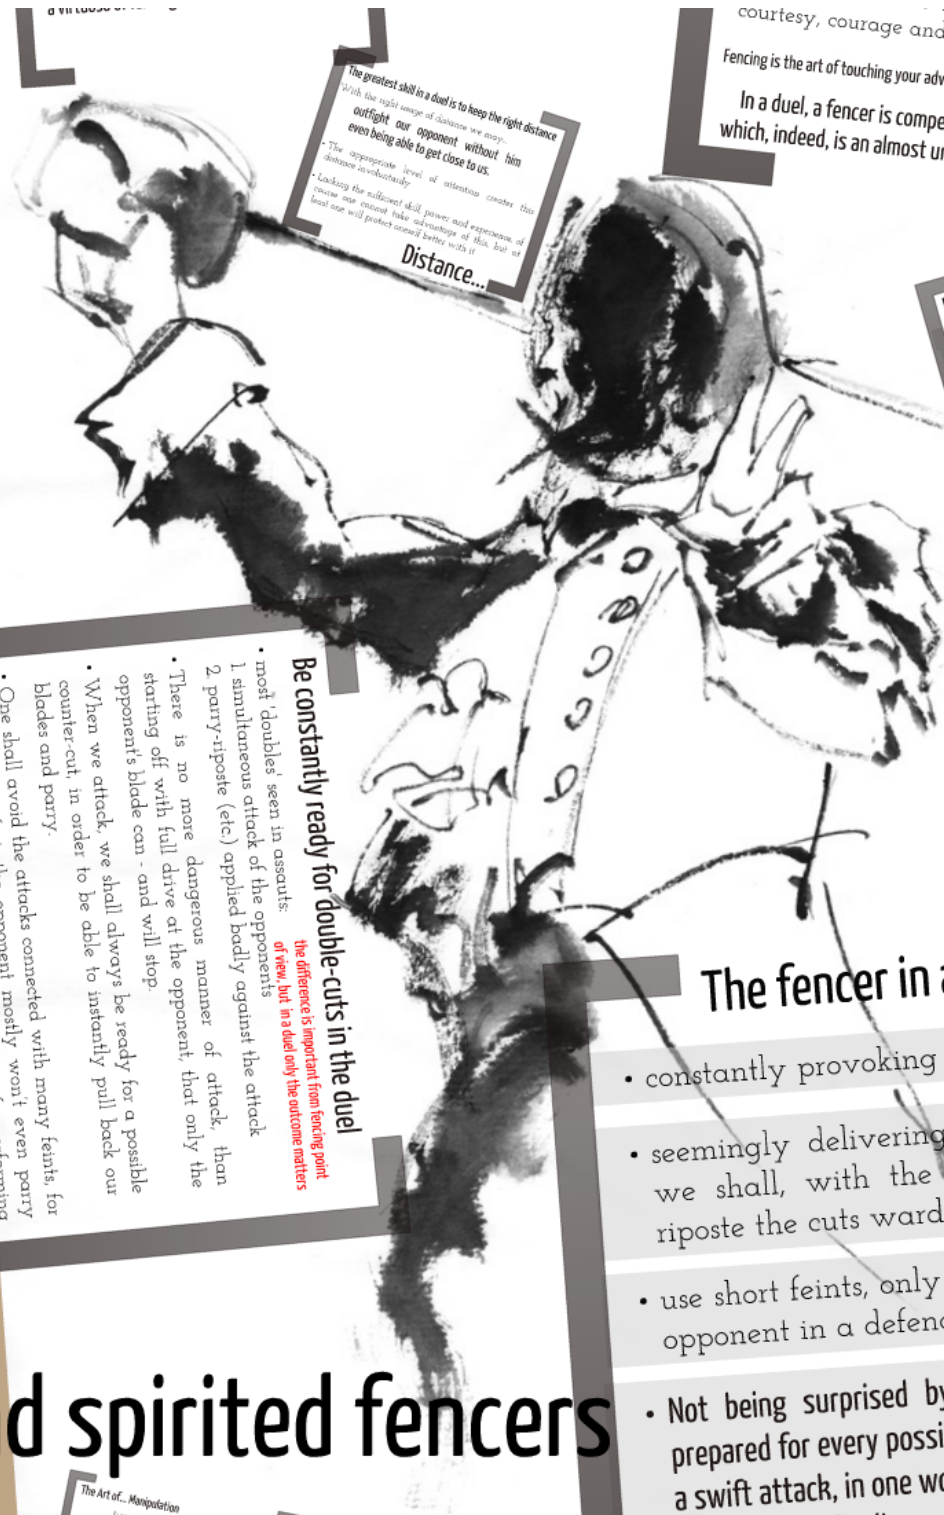 a virtuoso of
courtesy, courage and
Fencing is the art of touching your adv
In a duel, a fencer is compe
which, indeed, is an almost un
The greatest skill in a duel is to keep the right distance
With the right usage of distance we may...
outfight our opponent without him
even being able to get close to us.
• The appropriate level of attention creates this
distance involuntarily
• Lacking the sufficient skill, power and experience, of
course one cannot take advantage of this, but at
least one will protect oneself better with it
Distance...
Be constantly ready for double-cuts in the duel
• most 'doubles' seen in assauts:
1. simultaneous attack of the opponents
2. parry-riposte (etc.) applied badly against the attack
the difference is important from fencing point
of view, but in a duel only the outcome matters
• There is no more dangerous manner of attack, than
starting off with full drive at the opponent, that only the
opponent's blade can - and will stop.
• When we attack, we shall always be ready for a possible
counter-cut, in order to be able to instantly pull back our
blades and parry.
• One shall avoid the attacks connected with many feints, for
opponent mostly won't even parry
The fencer in a
• constantly provoking
• seemingly delivering
we shall, with the
riposte the cuts ward
• use short feints, only
opponent in a defenc
• Not being surprised by
prepared for every possi
a swift attack, in one wo
d spirited fencers
The Art of... Manipulation